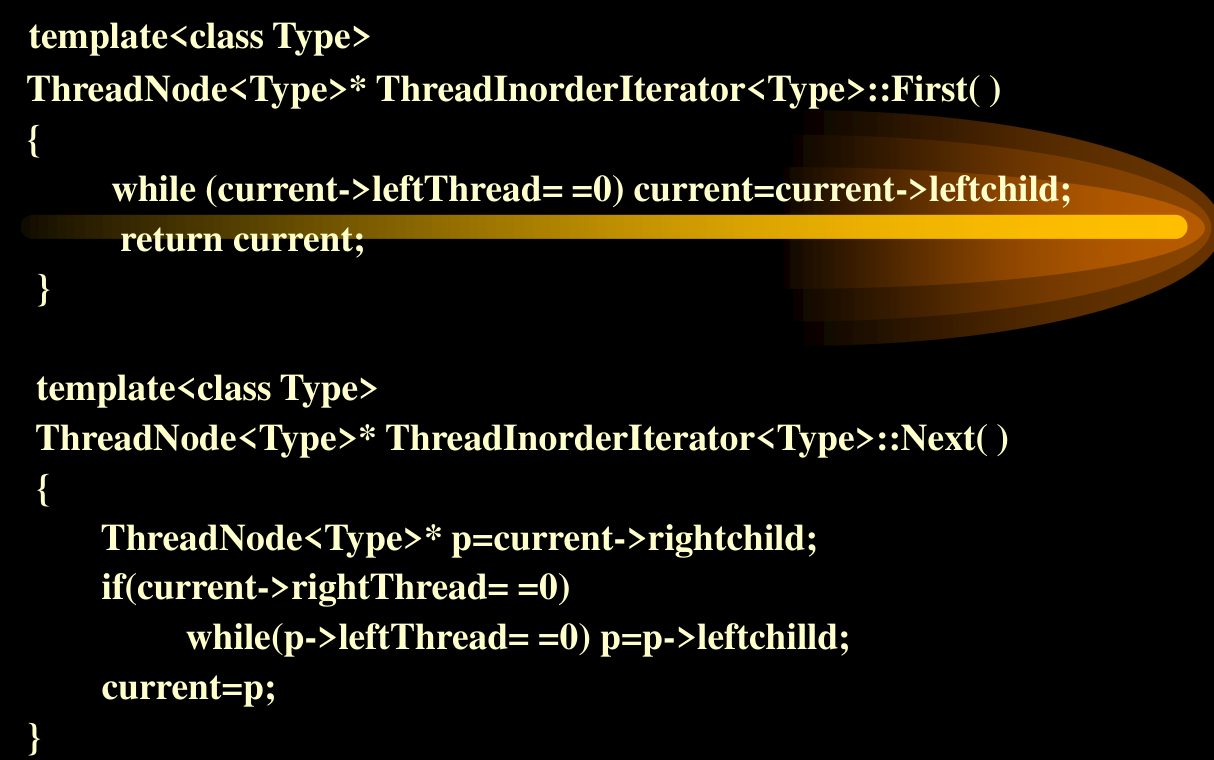 template<class Type>
ThreadNode<Type>* ThreadInorderIterator<Type>::First( )
{
while (current->leftThread= =0) current=current->leftchild;
return current;
}
template<class Type>
ThreadNode<Type>* ThreadInorderIterator<Type>::Next( )
{
ThreadNode<Type>* p=current->rightchild;
if(current->rightThread= =0)
while(p->leftThread= =0) p=p->leftchilld;
current=p;
}